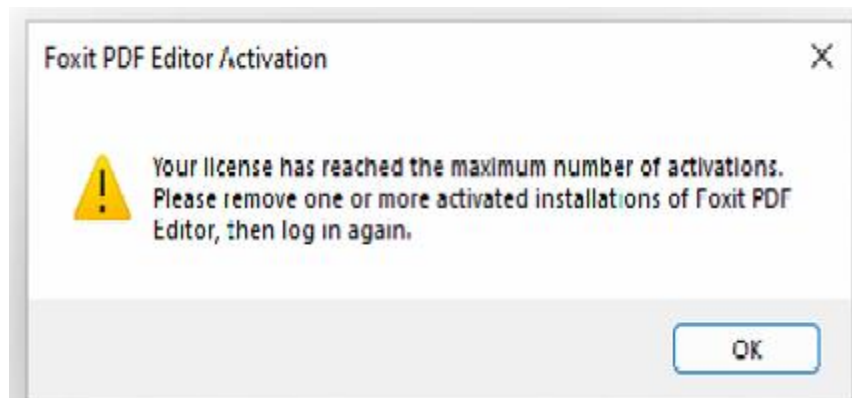 Foxit PDF Editor Activation
Your license has reached the maximum number of activations.
Please remove one or more activated installations of Foxit PDF
Editor, then log in again.
OK